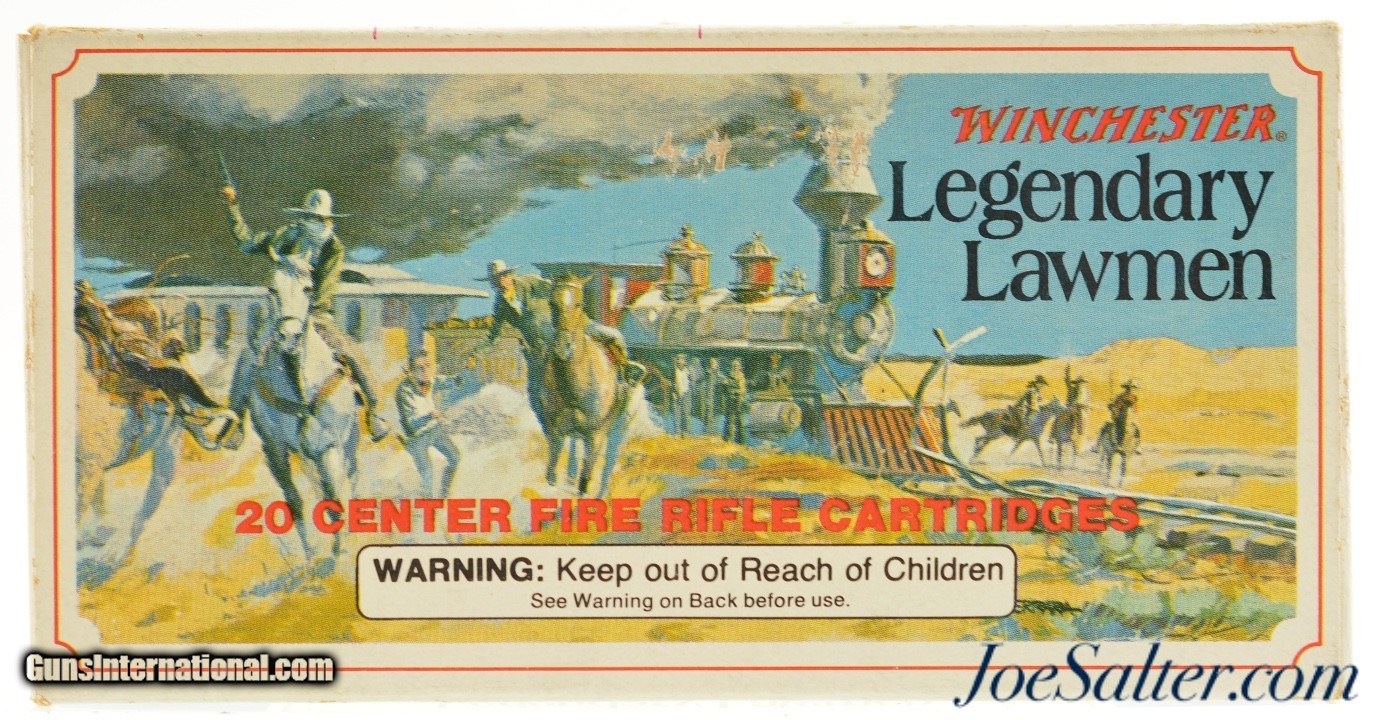 WINCHESTER®
Legendary
Lawmen
20 CENTER FIRE RIFLE CARTRIDGES
WARNING: Keep out of Reach of Children
See Warning on Back before use.
GunsInternational.com
JoeSalter.com